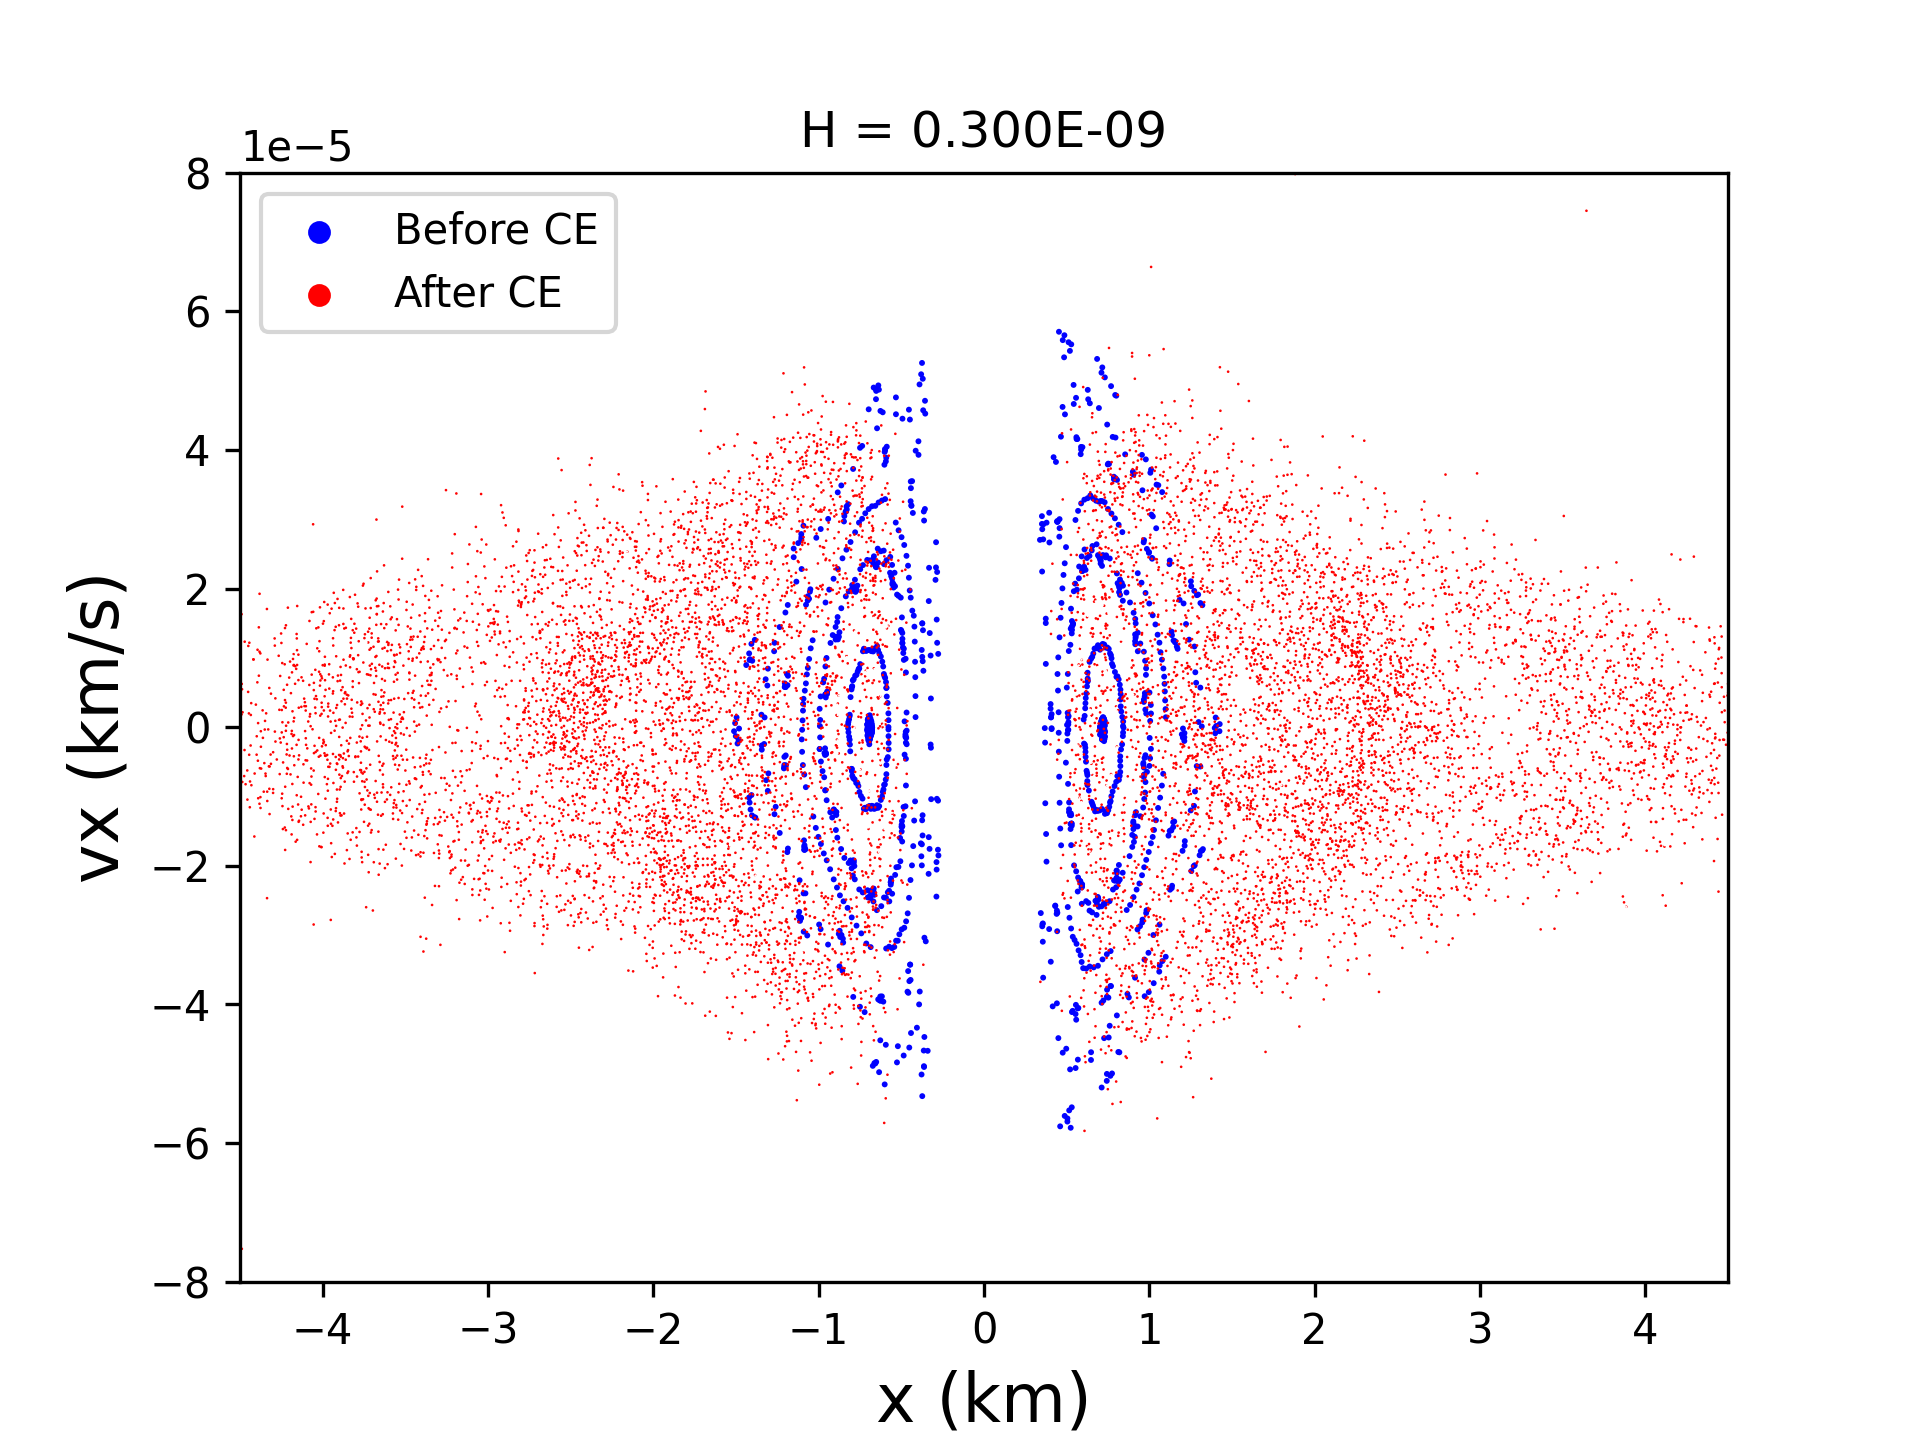 H = 0.300E-09
1e−5
Before CE
After CE
8
6
4
2
0
−2
−4
−6
−8
vx (km/s)
−4 −3 −2 −1 0 1 2 3 4
x (km)